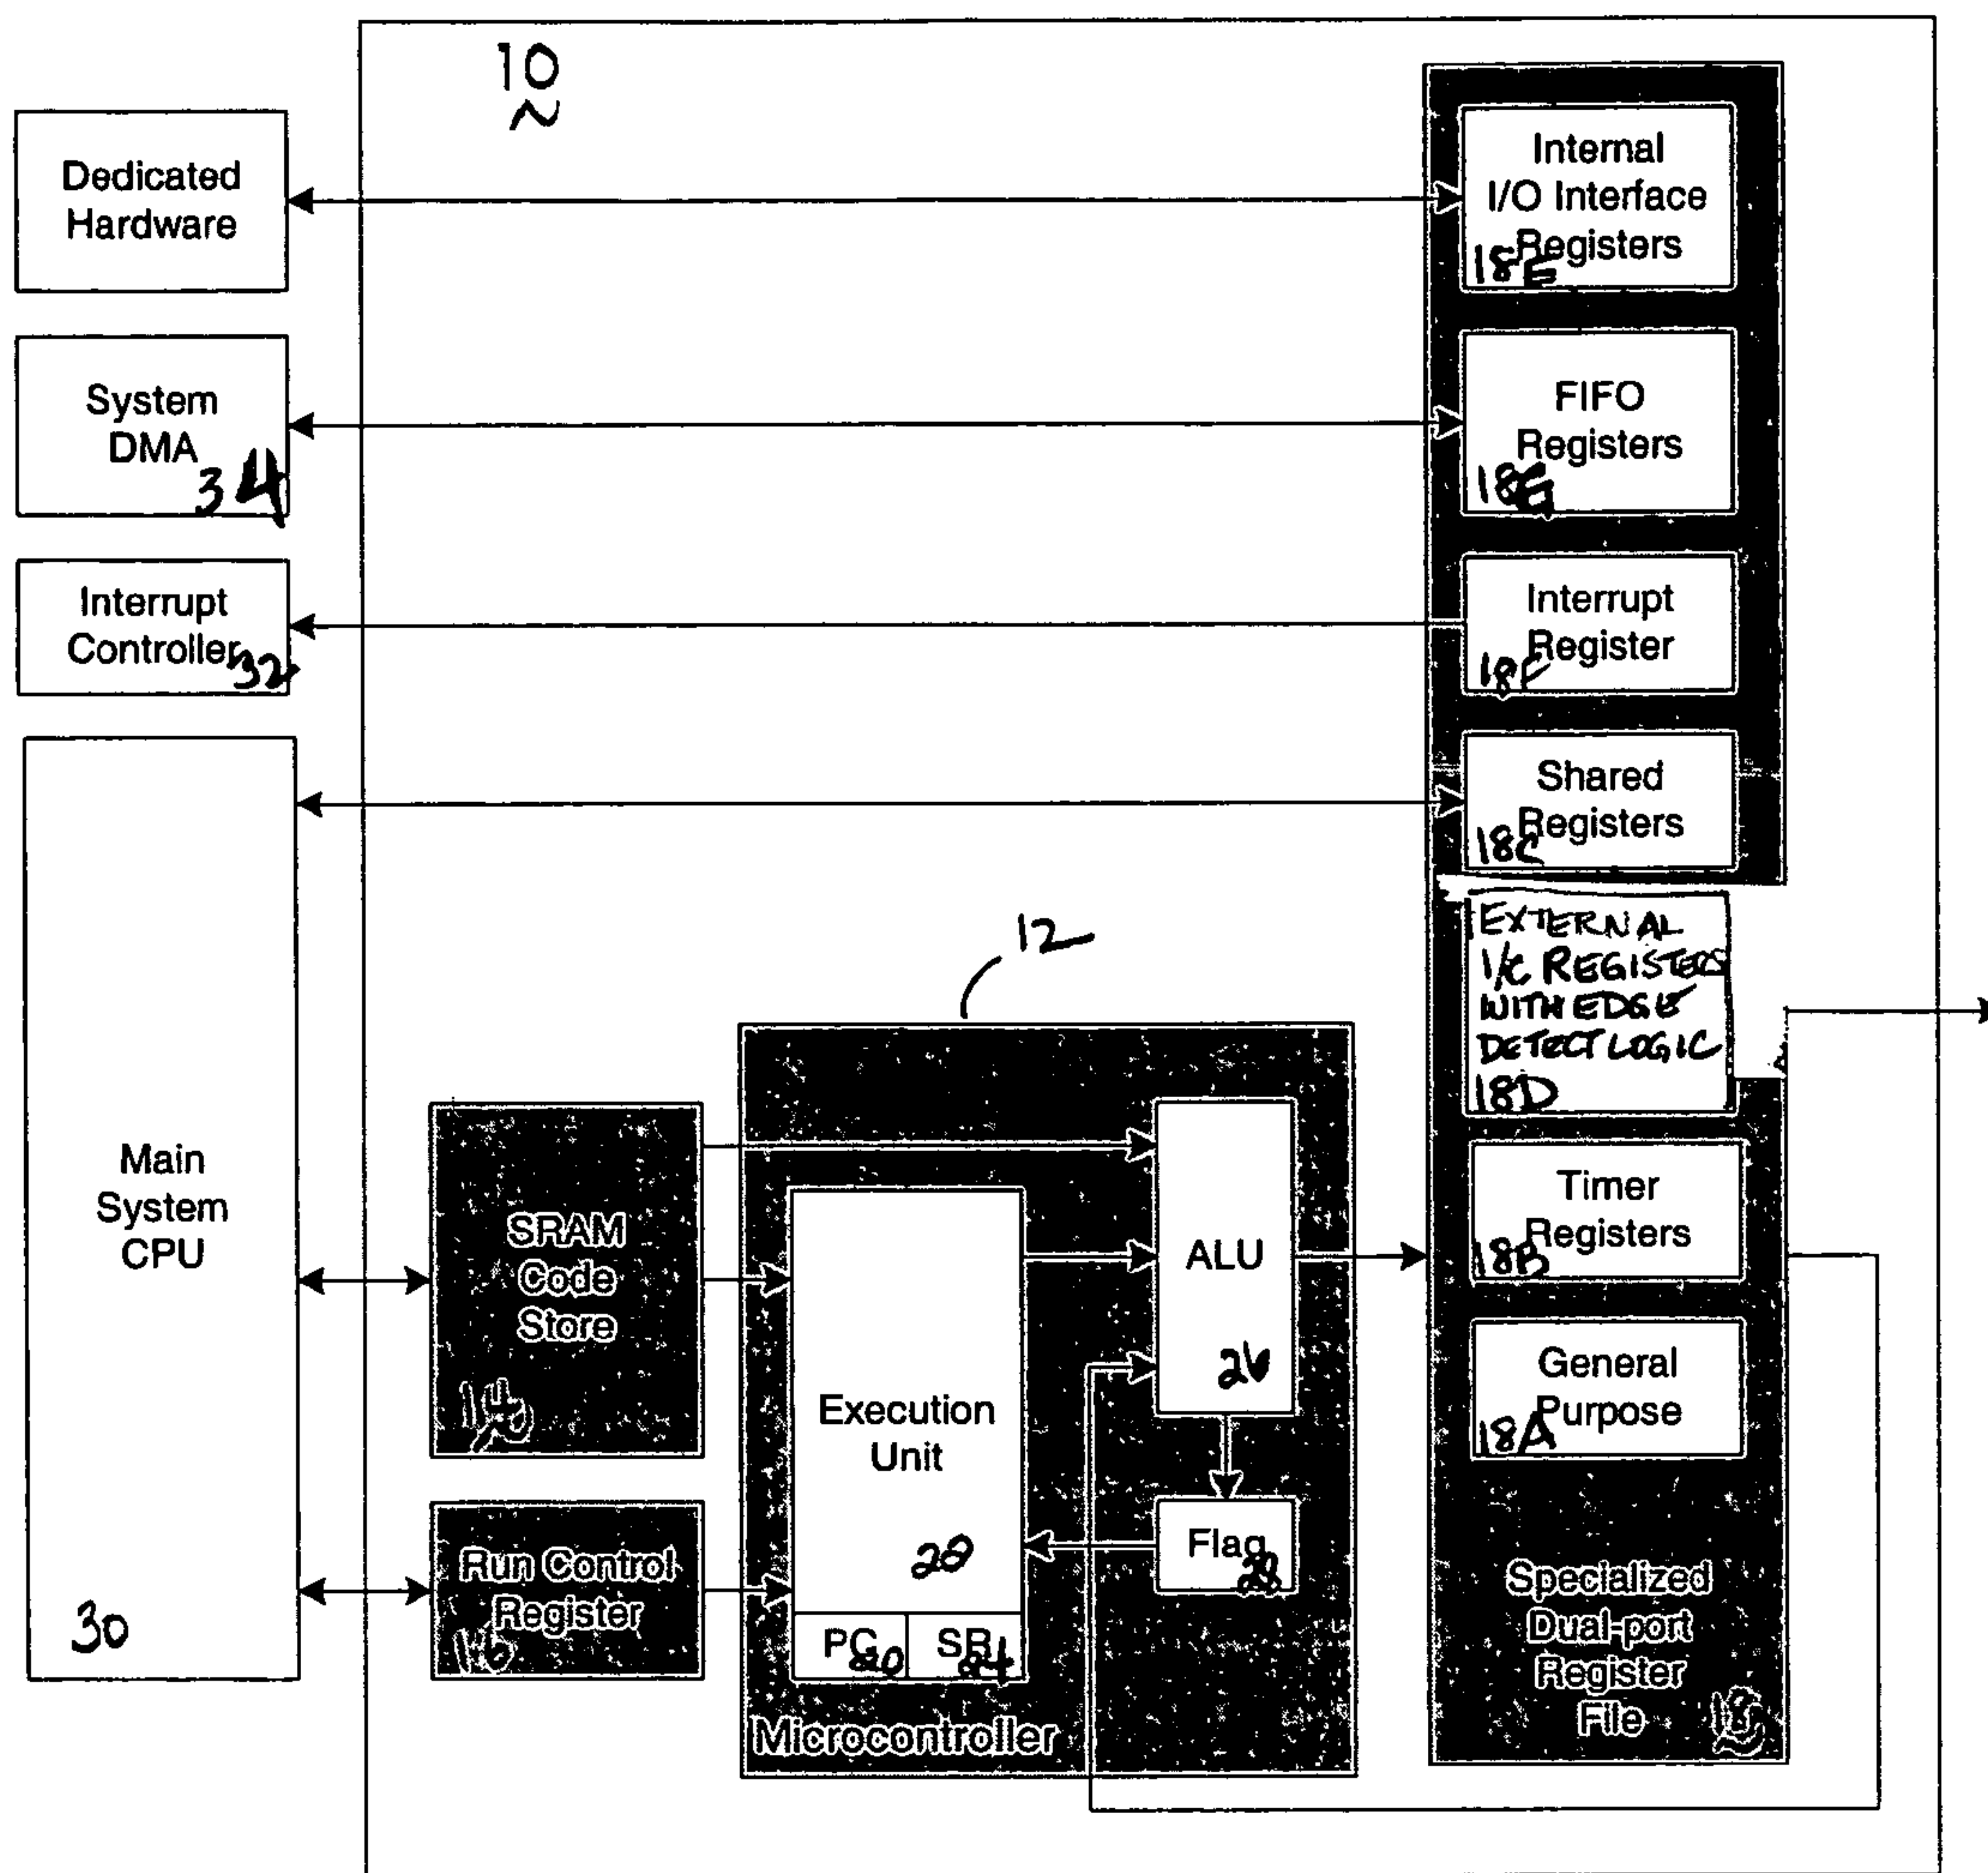 10
Dedicated
Hardware
Internal
I/O Interface
Registers
18E
System
DMA
34
FIFO
Registers
18G
Interrupt
Controller
32
Interrupt
Register
18F
Shared
Registers
18C
12
EXTERNAL
I/C REGISTERS
WITH EDGE
DETECT LOGIC
18D
Main
System
CPU
30
SRAM
Code
Store
14
Run Control
Register
16
Execution
Unit
PC
SR
ALU
26
Flag
28
Microcontroller
Timer
Registers
18B
General
Purpose
18A
Specialized
Dual-port
Register
File
18